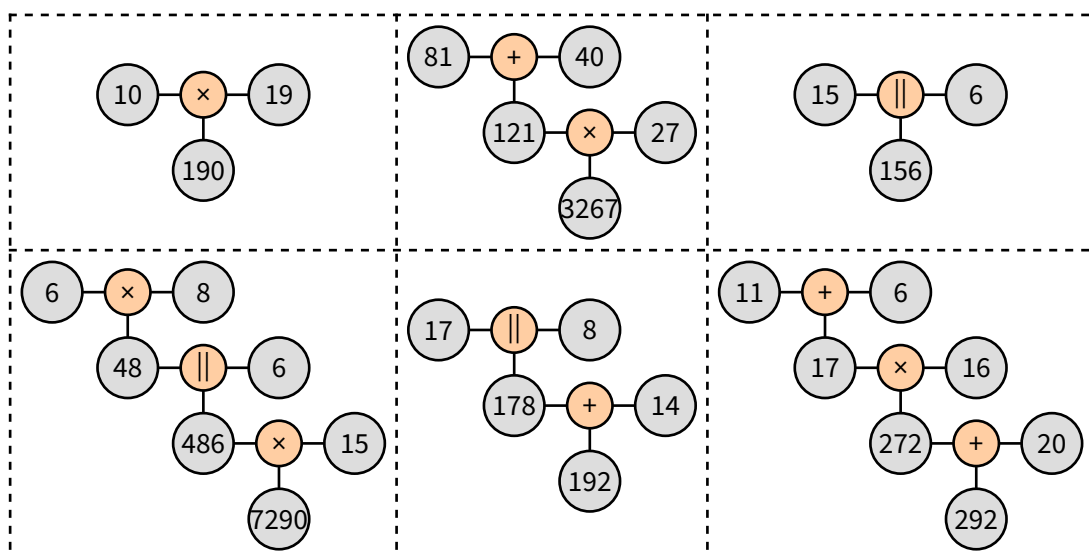 10 × 19
190
81 + 40
121 × 27
3267
15 || 6
156
6 × 8
48 || 6
486 × 15
7290
17 || 8
178 + 14
192
11 + 6
17 × 16
272 + 20
292